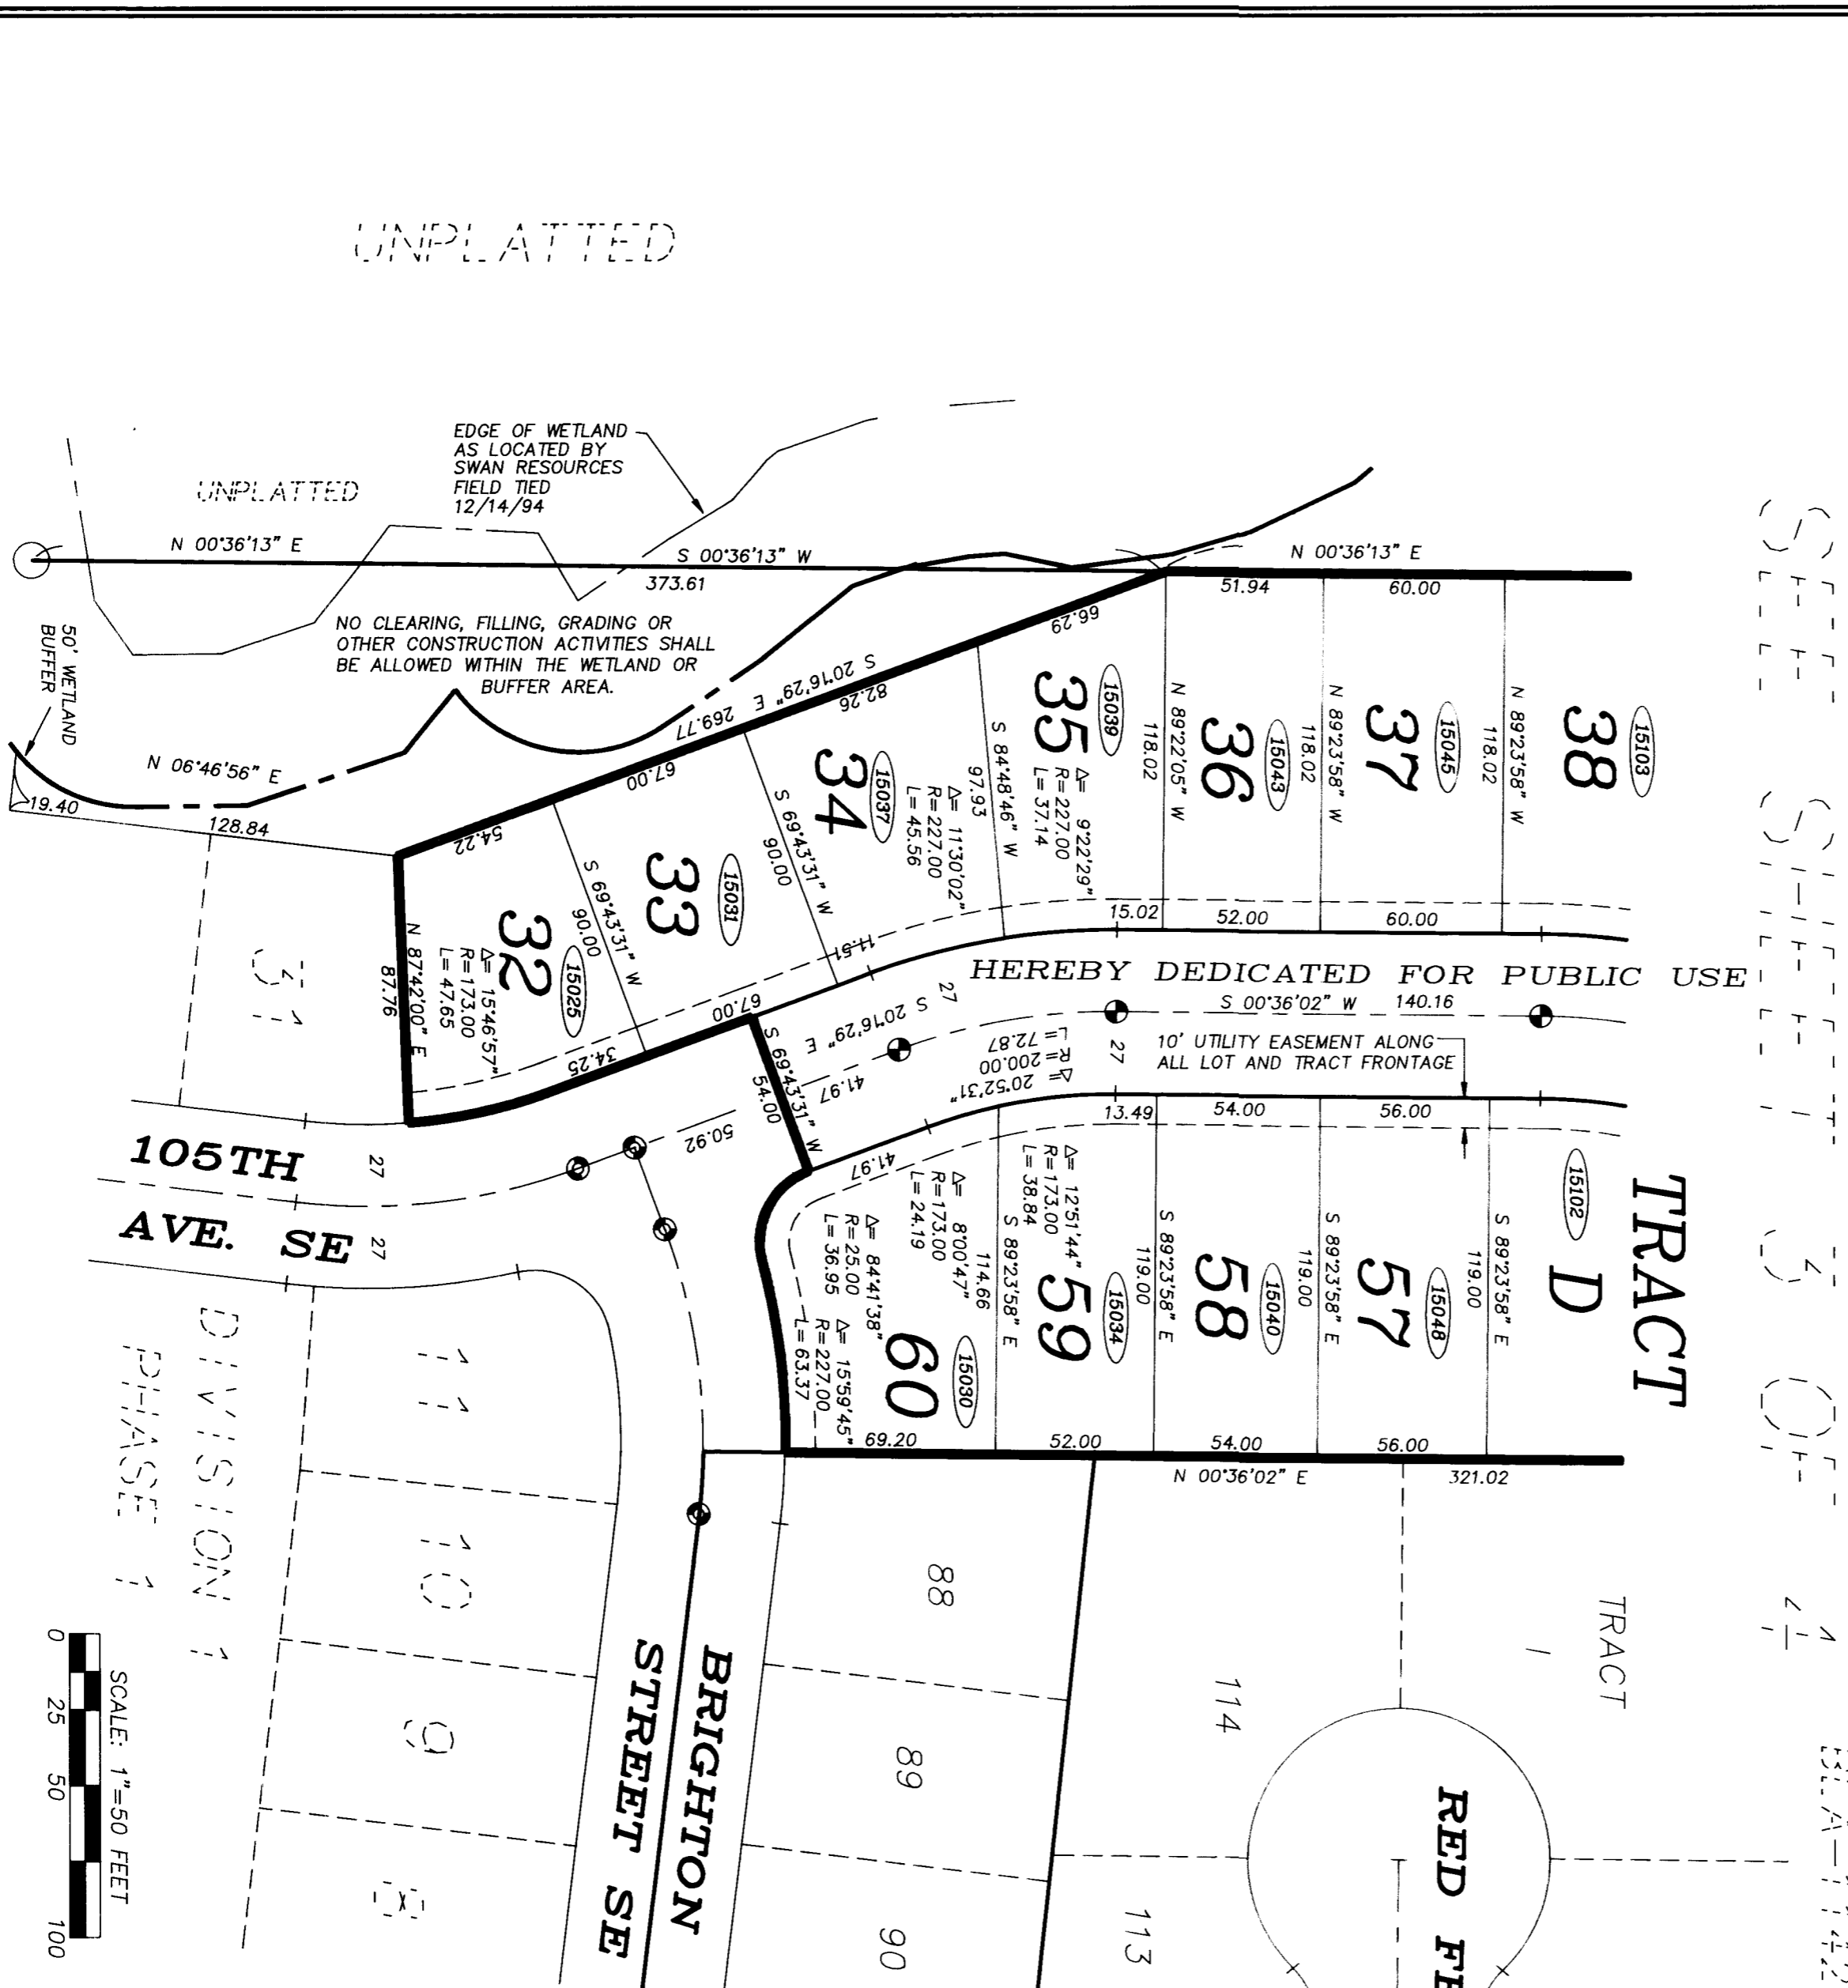 UNPLATTED
EDGE OF WETLAND
AS LOCATED BY
SWAN RESOURCES
FIELD TIED
12/14/94
UNPLATTED
N 00°36'13" E
S 00°36'13" W
373.61
N 00°36'13" E
51.94
60.00
NO CLEARING, FILLING, GRADING OR
OTHER CONSTRUCTION ACTIVITIES SHALL
BE ALLOWED WITHIN THE WETLAND OR
BUFFER AREA.
50' WETLAND
BUFFER
N 06°46'56" E
19.40
128.84
S 20°16'29" E 269.77
66.29
82.26
67.00
54.22
38
15103
N 89°23'58" W
118.02
37
15045
N 89°23'58" W
118.02
36
15043
N 89°22'05" W
118.02
35
15039
Δ= 9°22'29"
R=227.00
L= 37.14
S 84°48'46" W
97.93
34
15037
Δ= 11°30'02"
R=227.00
L= 45.56
S 69°43'31" W
90.00
33
15031
S 69°43'31" W
90.00
32
15025
Δ= 15°46'57"
R=173.00
L= 47.65
N 87°42'00" E
87.76
31
15.02
52.00
60.00
11.51
67.00
34.25
HEREBY DEDICATED FOR PUBLIC USE
S 00°36'02" W 140.16
27
S 20°16'29" E
41.97
Δ= 20°52'31"
R= 200.00
L= 72.87
27
10' UTILITY EASEMENT ALONG
ALL LOT AND TRACT FRONTAGE
S 69°43'31" W
54.00
50.92
41.97
13.49
54.00
56.00
105TH
AVE. SE
27
27
TRACT
D
15102
S 89°23'58" E
119.00
57
15048
S 89°23'58" E
119.00
58
15040
S 89°23'58" E
119.00
59
15034
Δ= 12°51'44"
R=173.00
L= 38.84
S 89°23'58" E
114.66
Δ= 8°00'47"
R=173.00
L= 24.19
60
15030
Δ= 84°41'38"
R=25.00
L= 36.95
Δ= 15°59'45"
R=227.00
L=63.37
69.20
52.00
54.00
56.00
N 00°36'02" E
321.02
SEE SHEET 3 OF 4
DIVISION 1
PHASE 1
11
10
9
8
BRIGHTON
STREET SE
88
89
90
114
113
TRACT
RED
SCALE: 1"=50 FEET
0 25 50 100